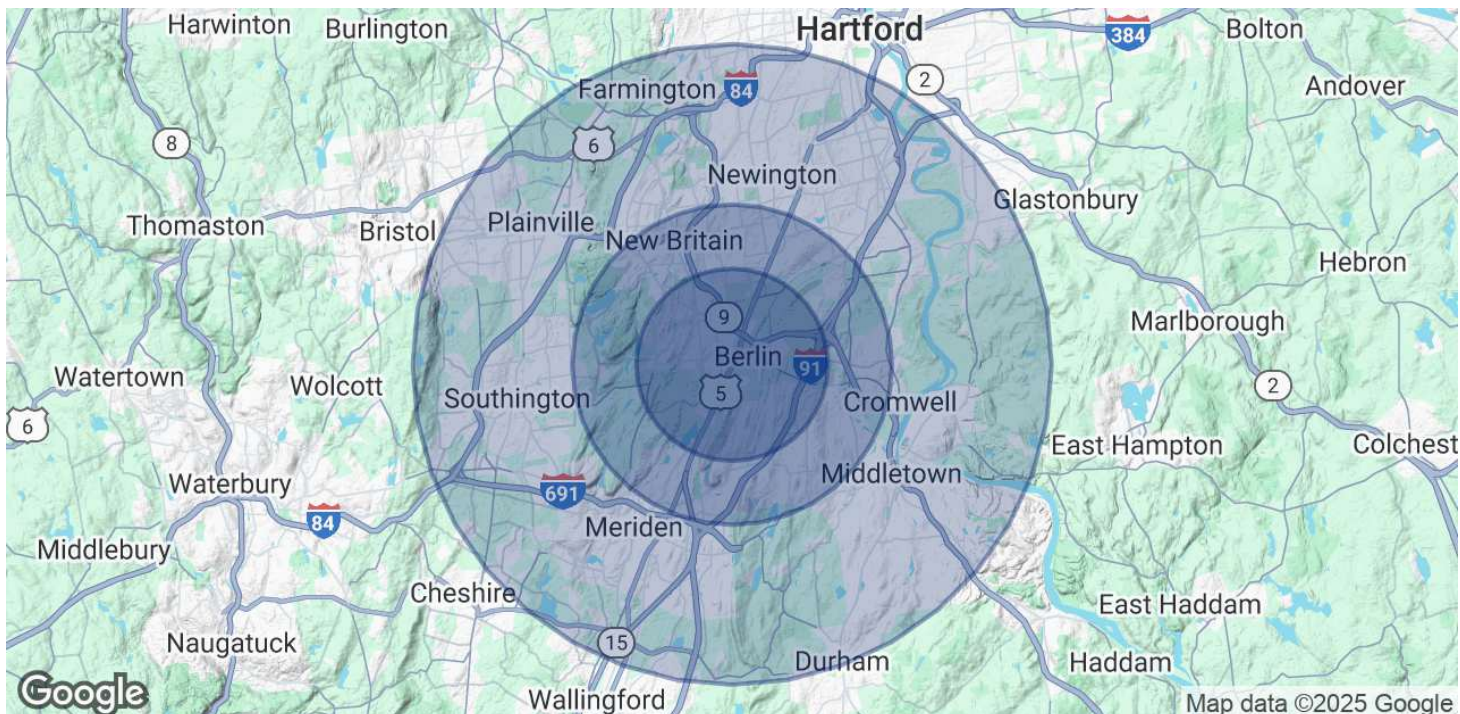 Harwinton
Burlington
Hartford
384
Bolton
Farmington
84
2
Andover
8
6
Newington
Glastonbury
Thomaston
Bristol
Plainville
New Britain
Hebron
9
Marlborough
Berlin
91
Watertown
Wolcott
5
2
6
Southington
Cromwell
East Hampton
Colchest
Waterbury
691
Middletown
84
Meriden
Middlebury
Cheshire
East Haddam
Naugatuck
15
Durham
Haddam
Google
Wallingford
Map data ©2025 Google